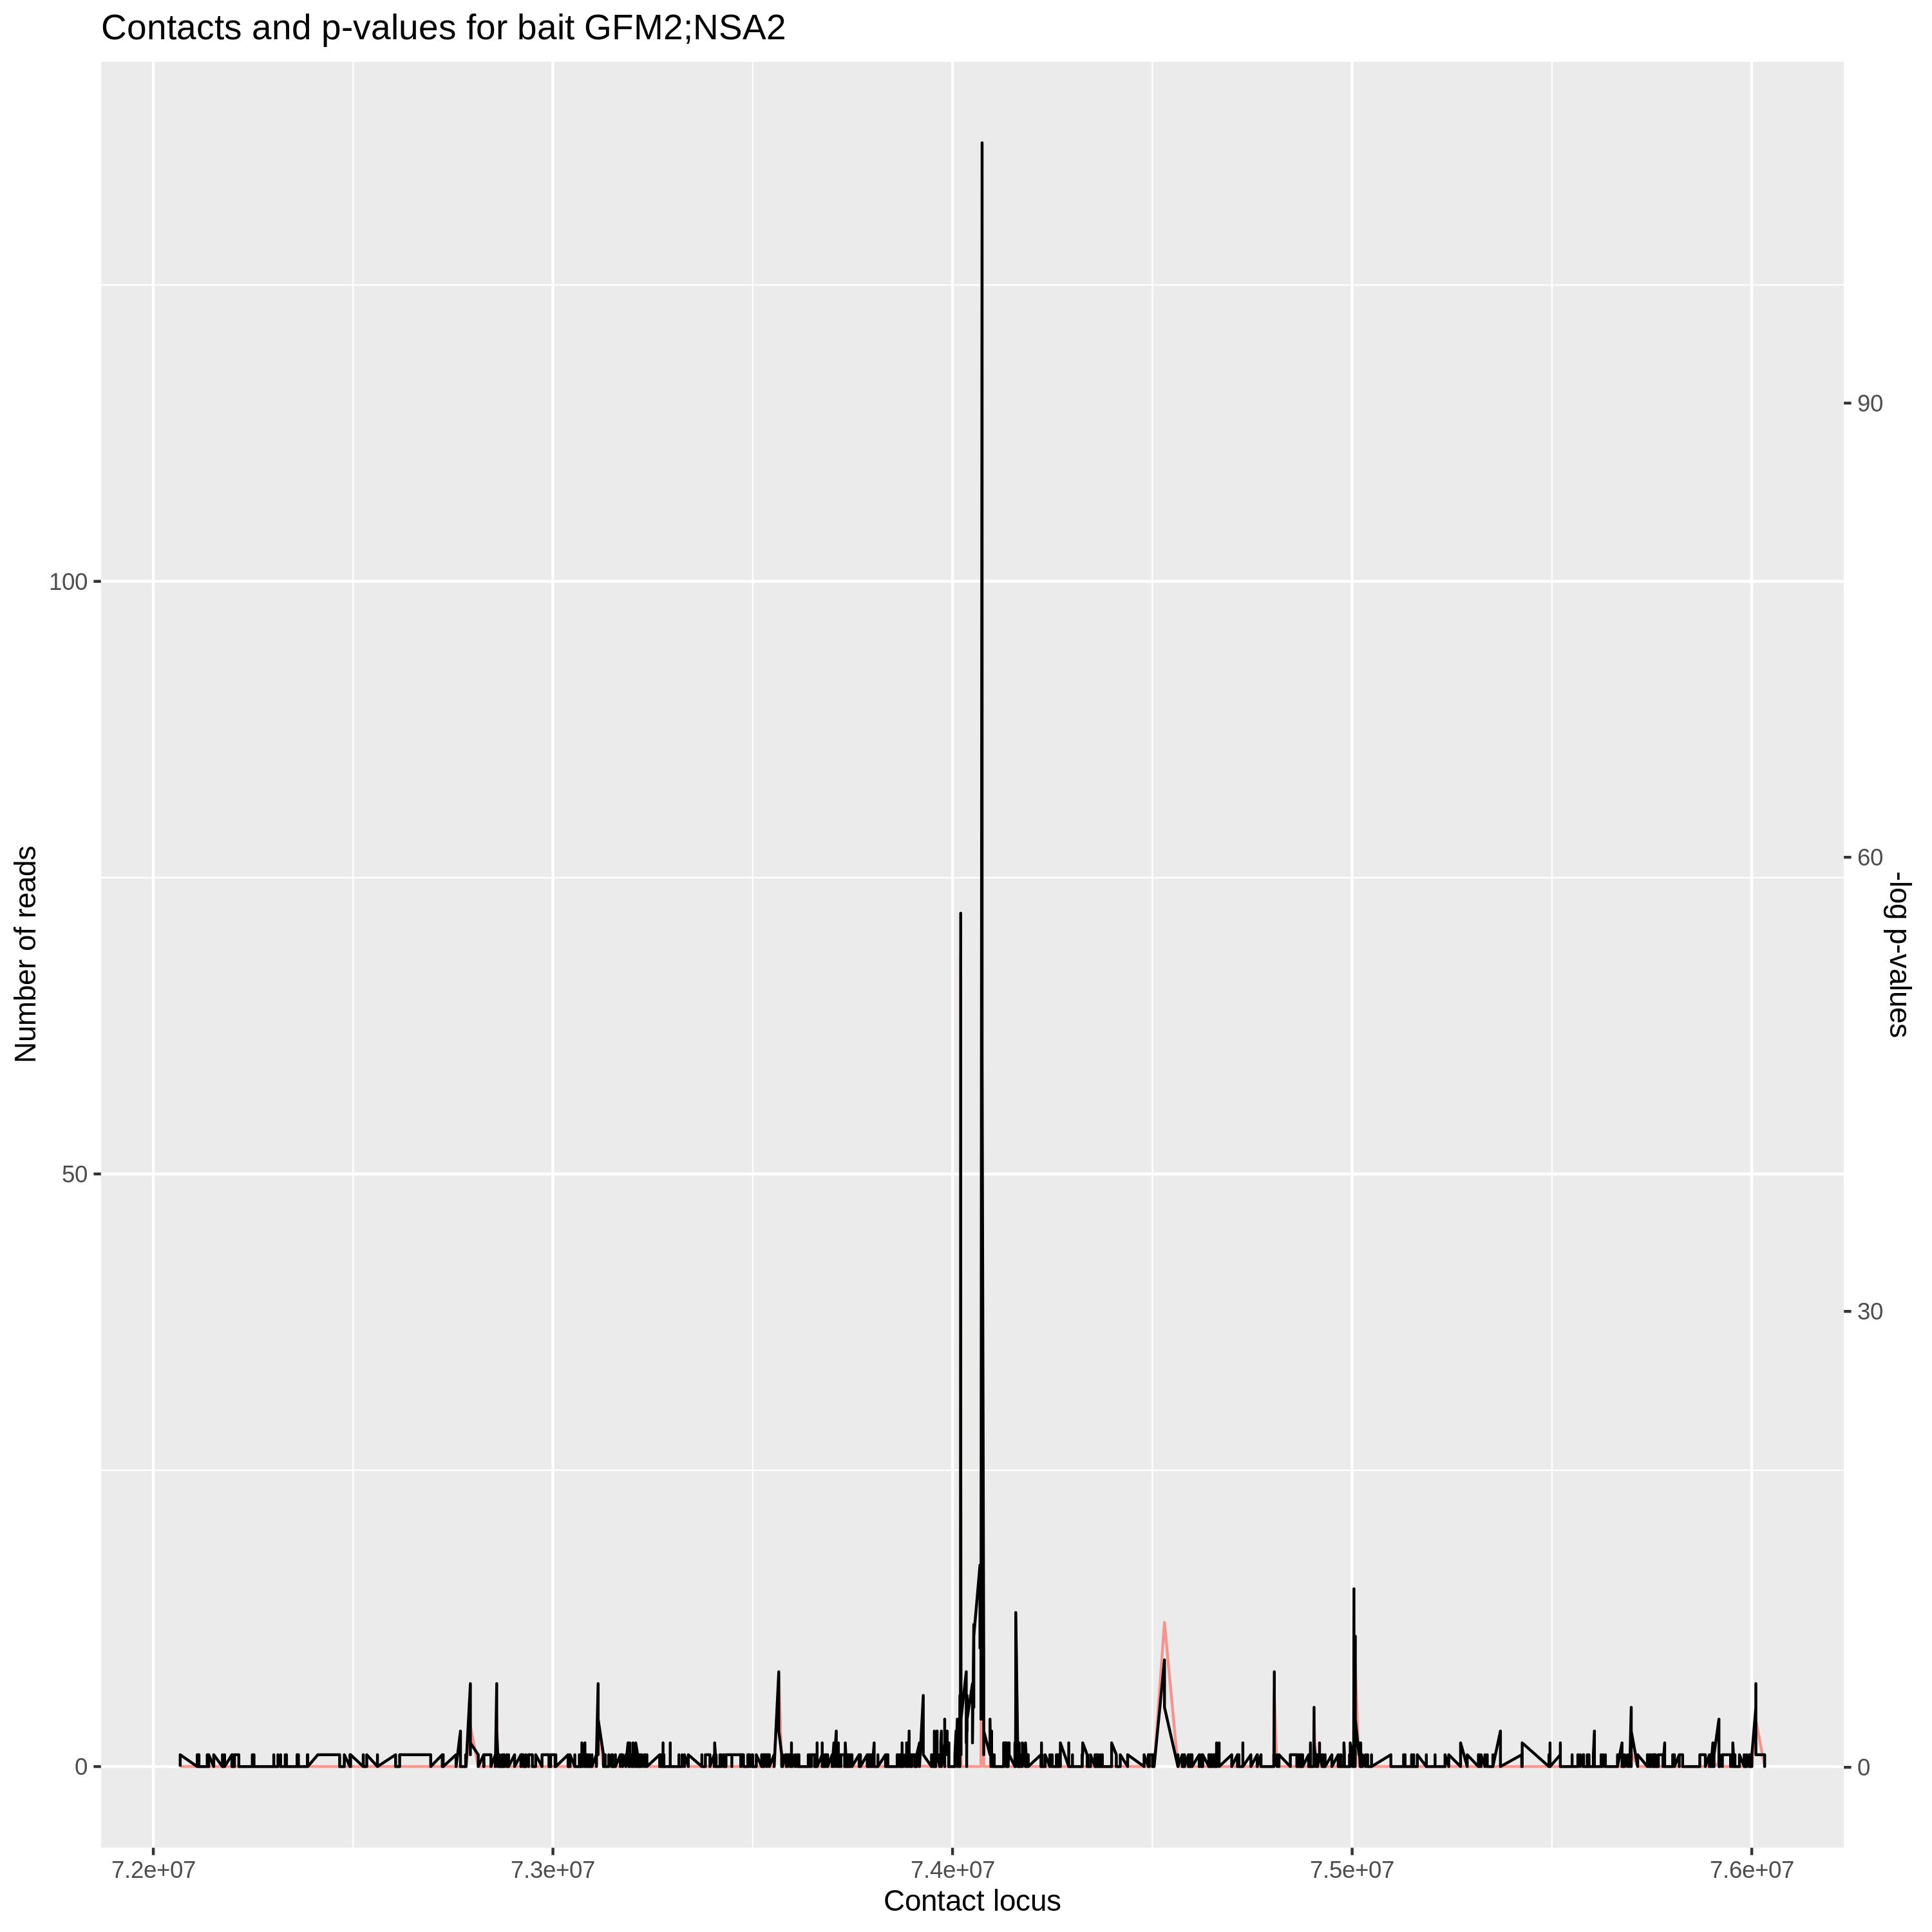 Contacts and p-values for bait GFM2;NSA2
Number of reads
100
50
0
90
60
30
0
-log p-values
7.2e+07 7.3e+07 7.4e+07 7.5e+07 7.6e+07
Contact locus